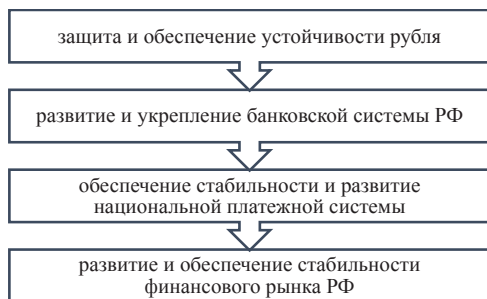 защита и обеспечение устойчивости рубля
развитие и укрепление банковской системы РФ
обеспечение стабильности и развитие
национальной платежной системы
развитие и обеспечение стабильности
финансового рынка РФ